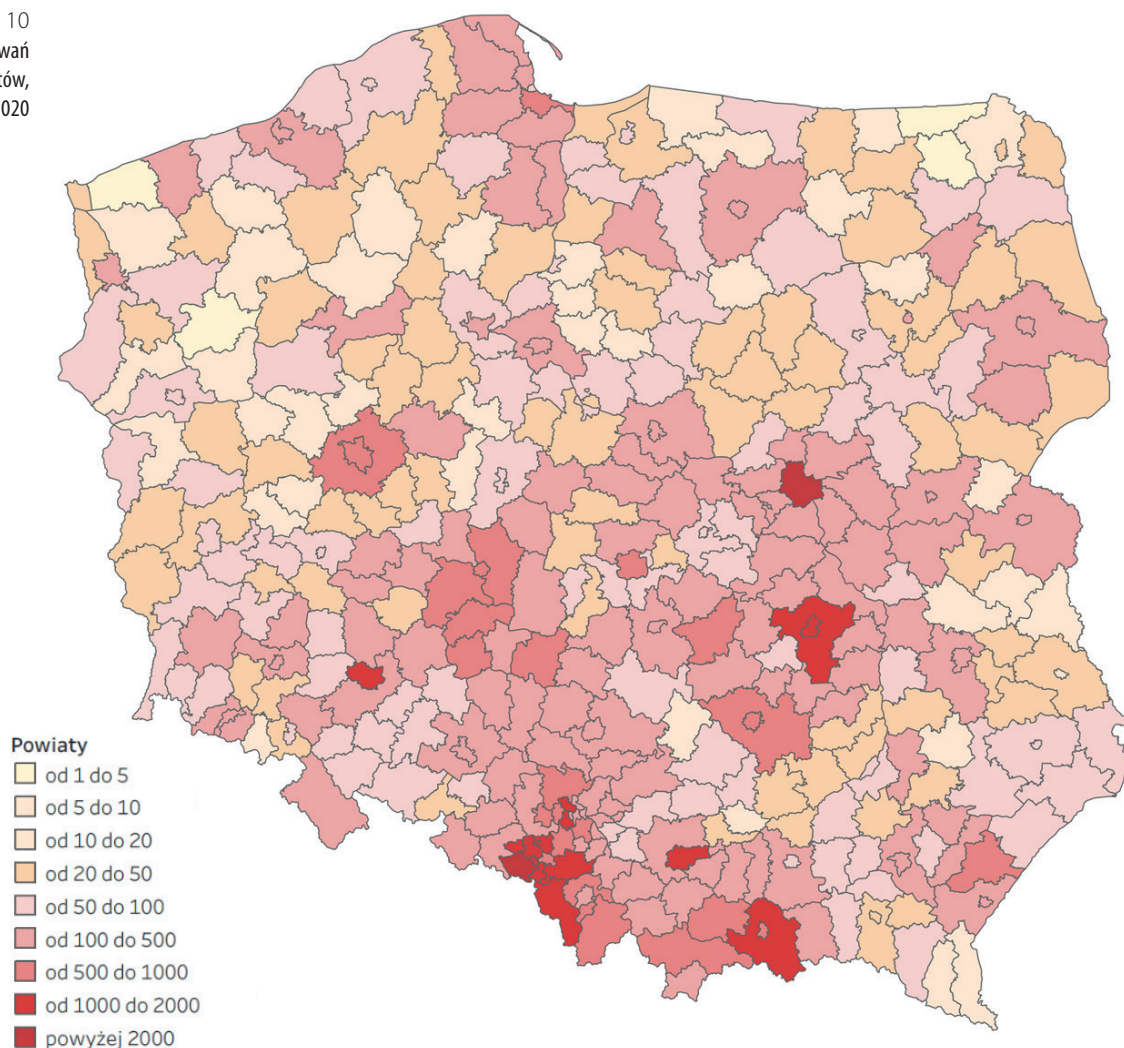 10
wań
tów,
2020
Powiaty
od 1 do 5
od 5 do 10
od 10 do 20
od 20 do 50
od 50 do 100
od 100 do 500
od 500 do 1000
od 1000 do 2000
powyżej 2000